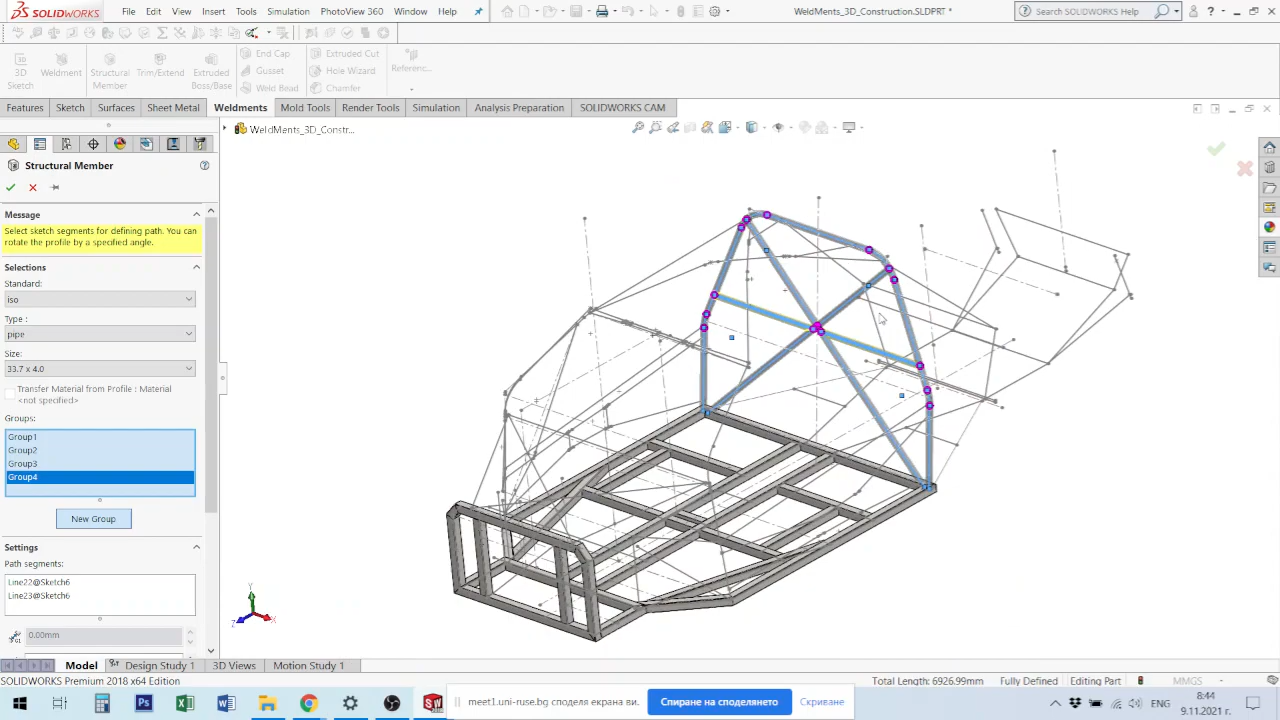 SOLIDWORKS
File Edit View Insert Tools Simulation PhotoView 360 Window Help
WeldMents_3D_Construction.SLDPRT *
Search SOLIDWORKS Help
3D Sketch
Weldment
Structural Member
Trim/Extend
Extruded Boss/Base
End Cap
Gusset
Weld Bead
Extruded Cut
Hole Wizard
Chamfer
Referenc...
Features Sketch Surfaces Sheet Metal Weldments Mold Tools Render Tools Simulation Analysis Preparation SOLIDWORKS CAM
WeldMents_3D_Constr...
Structural Member
Message
Select sketch segments for defining path. You can
rotate the profile by a specified angle.
Selections
Standard:
iso
Type :
pipe
Size:
33.7 x 4.0
Transfer Material from Profile : Material
<not specified>
Groups:
Group1
Group2
Group3
Group4
New Group
Settings
Path segments:
Line22@Sketch6
Line23@Sketch6
0.00mm
Y
Z
X
Model Design Study 1 3D Views Motion Study 1
SOLIDWORKS Premium 2018 x64 Edition
Total Length: 6926.99mm Fully Defined Editing Part MMGS
meet1.uni-ruse.bg споделя екрана ви. Спиране на споделянето Скриване
ENG
8:44
9.11.2021 г.